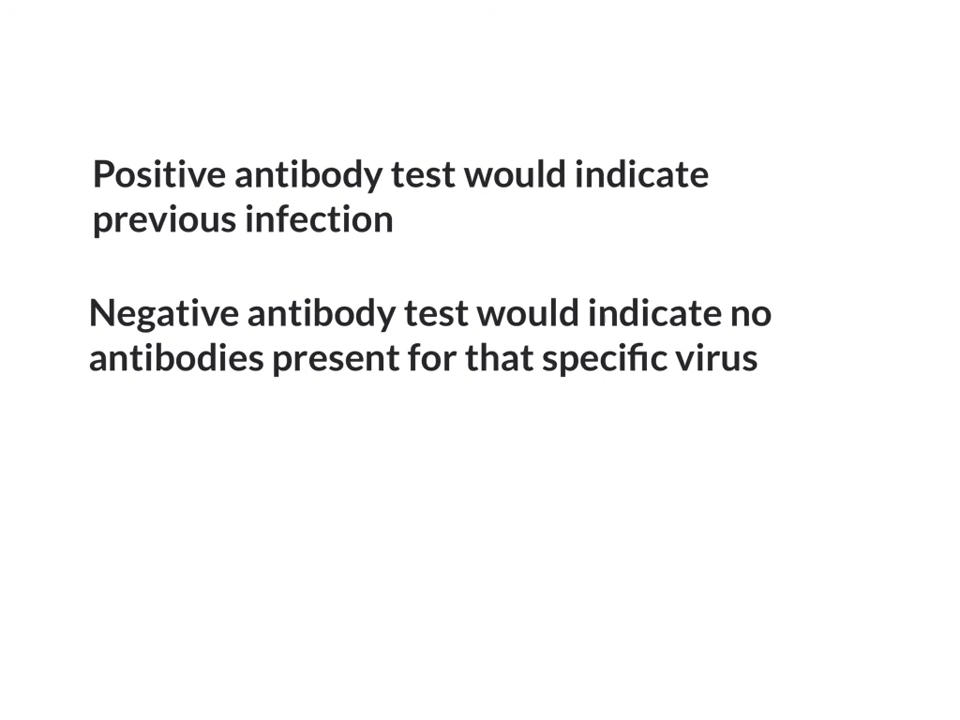 Positive antibody test would indicate
previous infection
Negative antibody test would indicate no
antibodies present for that specific virus